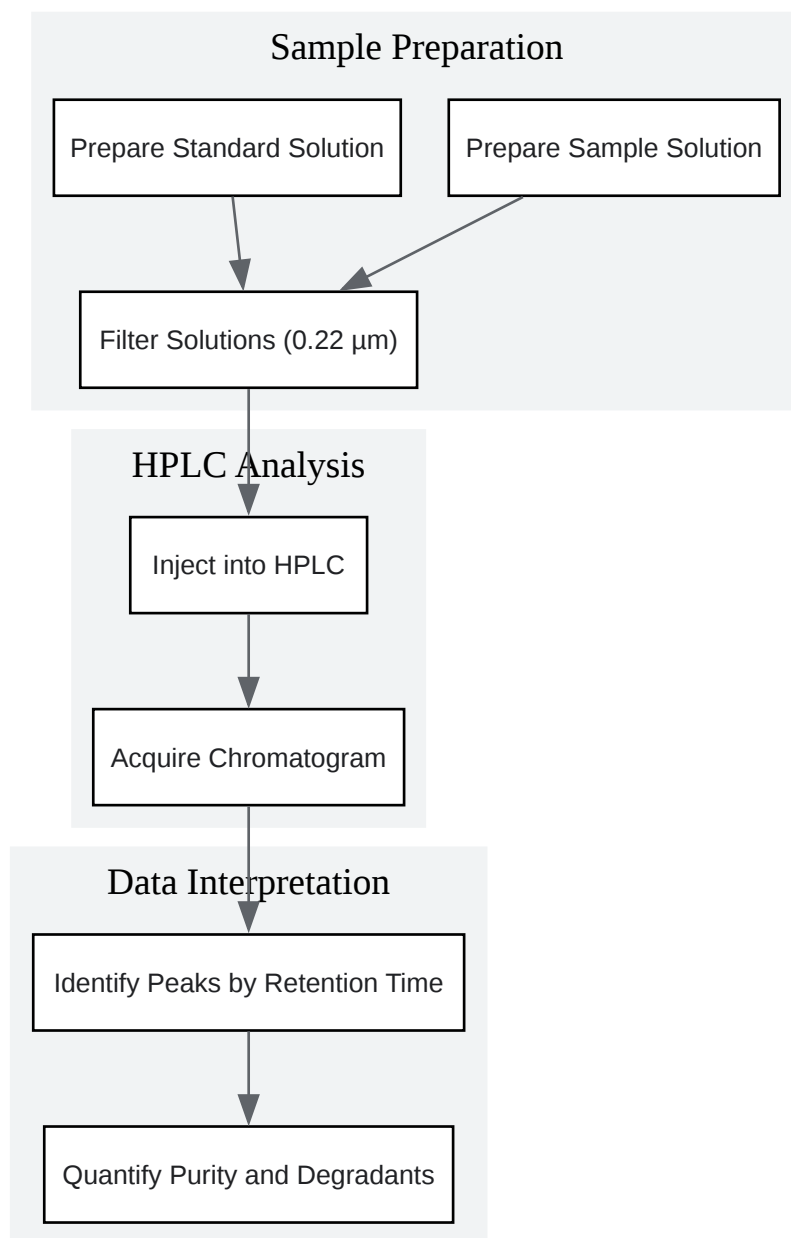 Sample Preparation
Prepare Standard Solution
Prepare Sample Solution
Filter Solutions (0.22 µm)
HPLC Analysis
Inject into HPLC
Acquire Chromatogram
Data Interpretation
Identify Peaks by Retention Time
Quantify Purity and Degradants